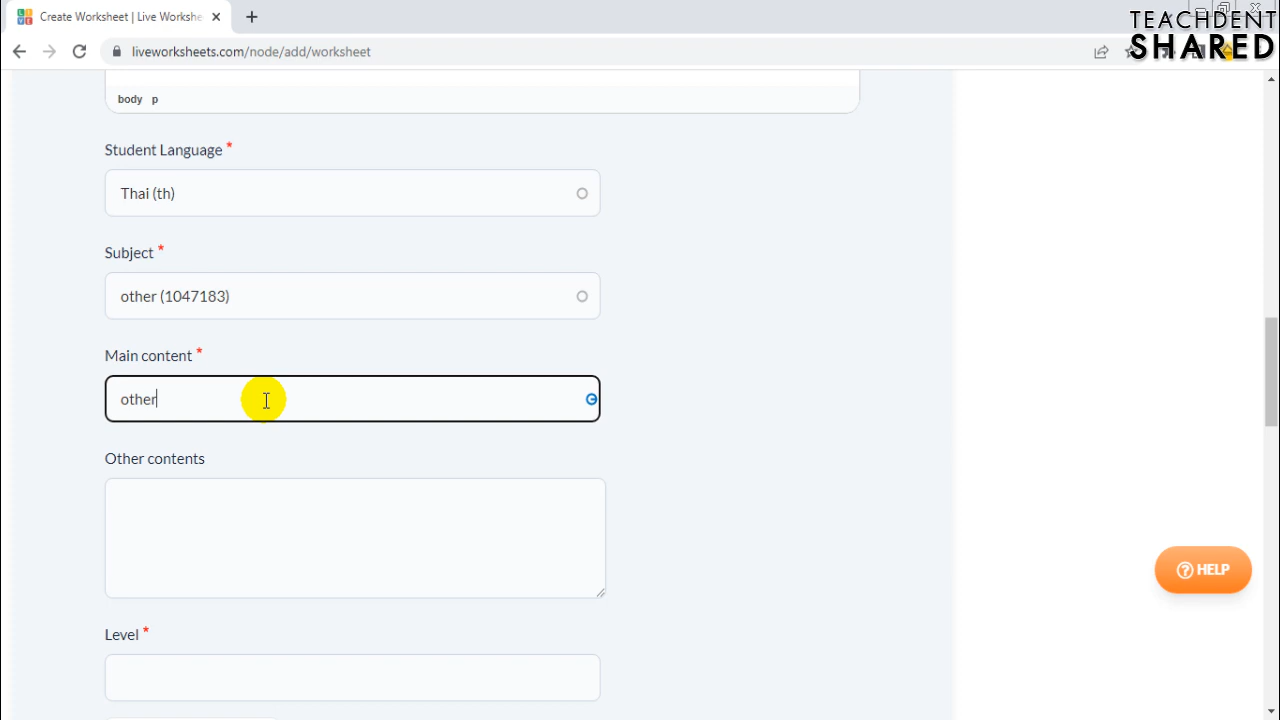 Create Worksheet | Live Workshe
TEACHDENT
SHARED
liveworksheets.com/node/add/worksheet
body p
Student Language *
Thai (th)
Subject *
other (1047183)
Main content *
other
Other contents
HELP
Level *